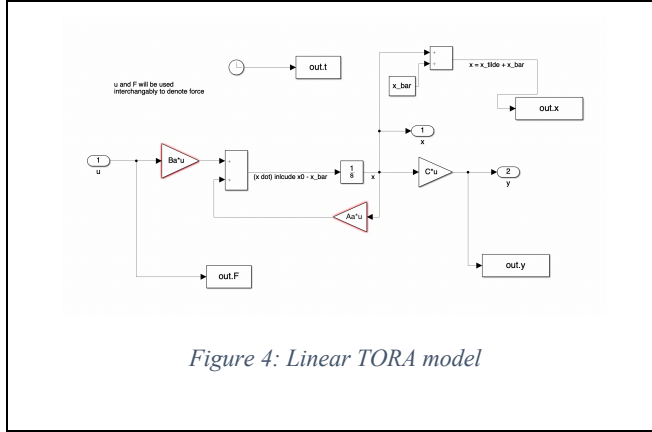 u and F will be used
interchangably to denote force
out.t
+
+
x_bar
x = x_tilde + x_bar
out.x
1
x
1
u
Ba*u
+
+
(x dot) inlcude x0 - x_bar
1
s
x
C*u
2
y
Aa*u
out.F
out.y
Figure 4: Linear TORA model